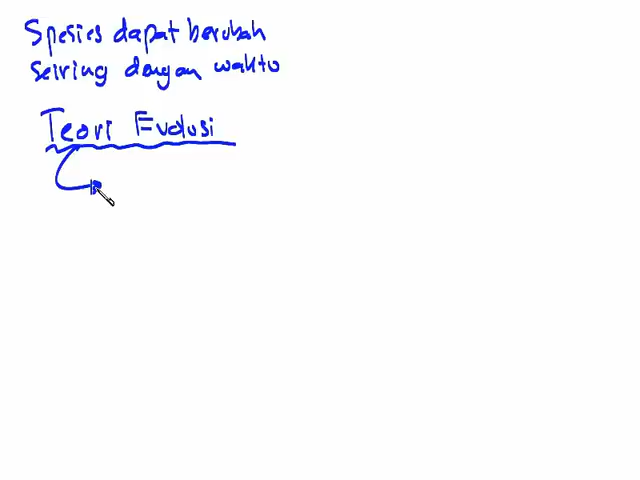 Spesies dapat berubah
seiring dengan waktu
Teori Evolusi